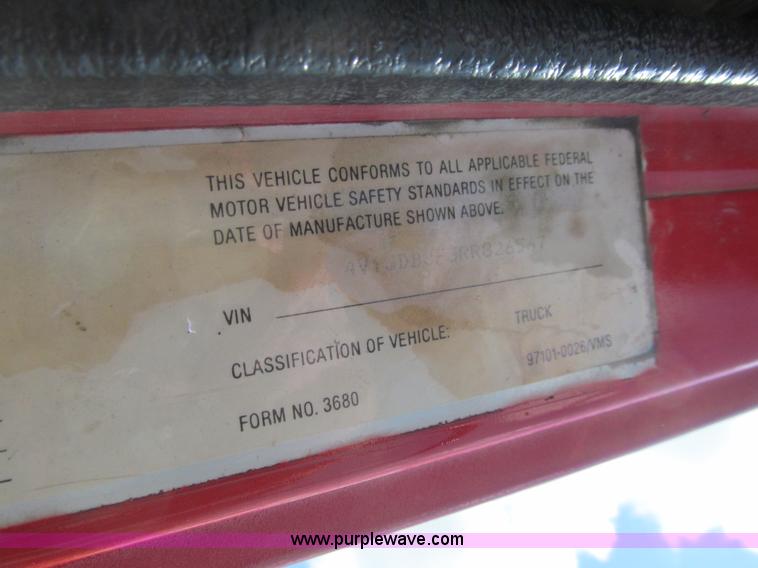 THIS VEHICLE CONFORMS TO ALL APPLICABLE FEDERAL
MOTOR VEHICLE SAFETY STANDARDS IN EFFECT ON THE
DATE OF MANUFACTURE SHOWN ABOVE.
VIN
CLASSIFICATION OF VEHICLE: TRUCK
FORM NO. 3680 97101-0026/VMS
www.purplewave.com